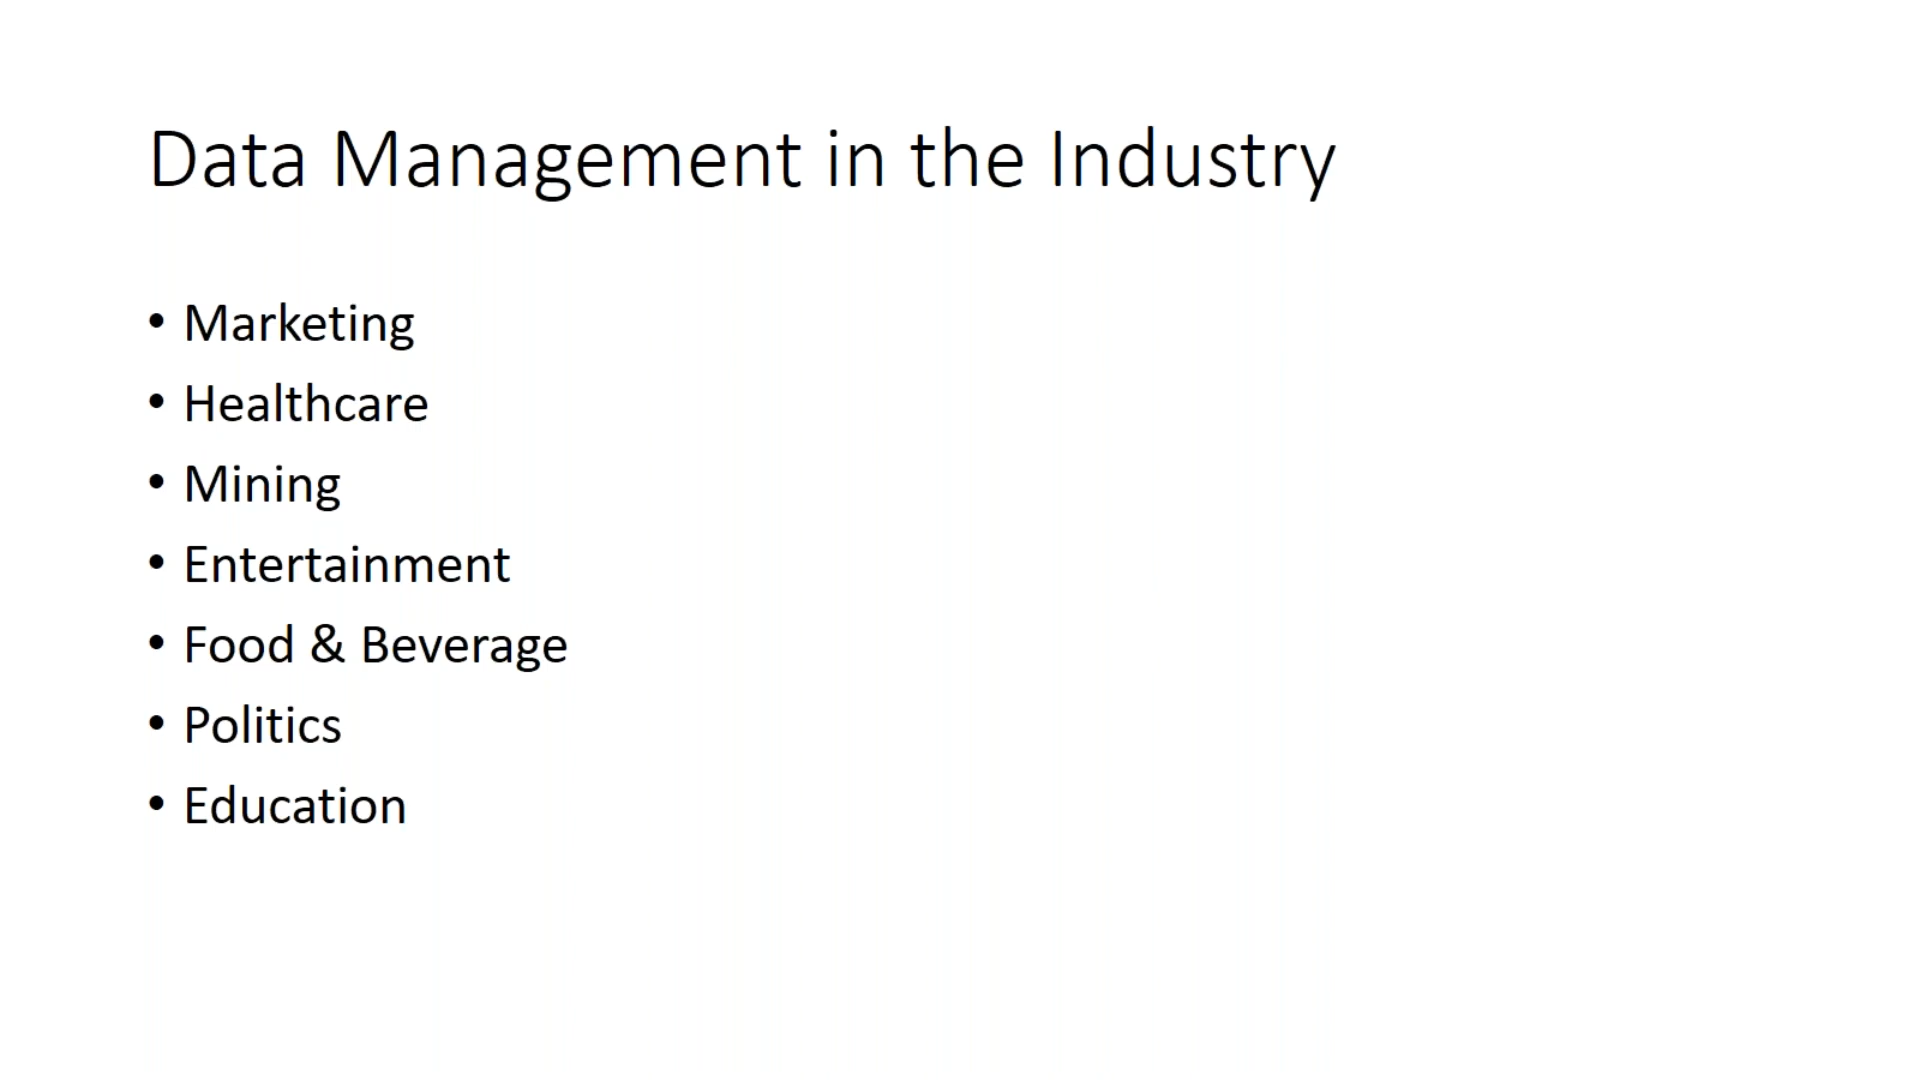 Data Management in the Industry
• Marketing
• Healthcare
• Mining
• Entertainment
• Food & Beverage
• Politics
• Education